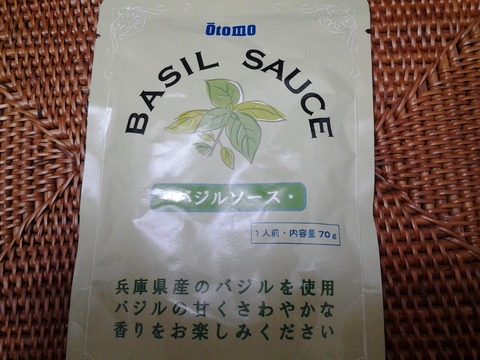 Ōtomo
BASIL SAUCE
・バジルソース・
1人前・内容量 70g
兵庫県産のバジルを使用
バジルの甘くさわやかな
香りをお楽しみください